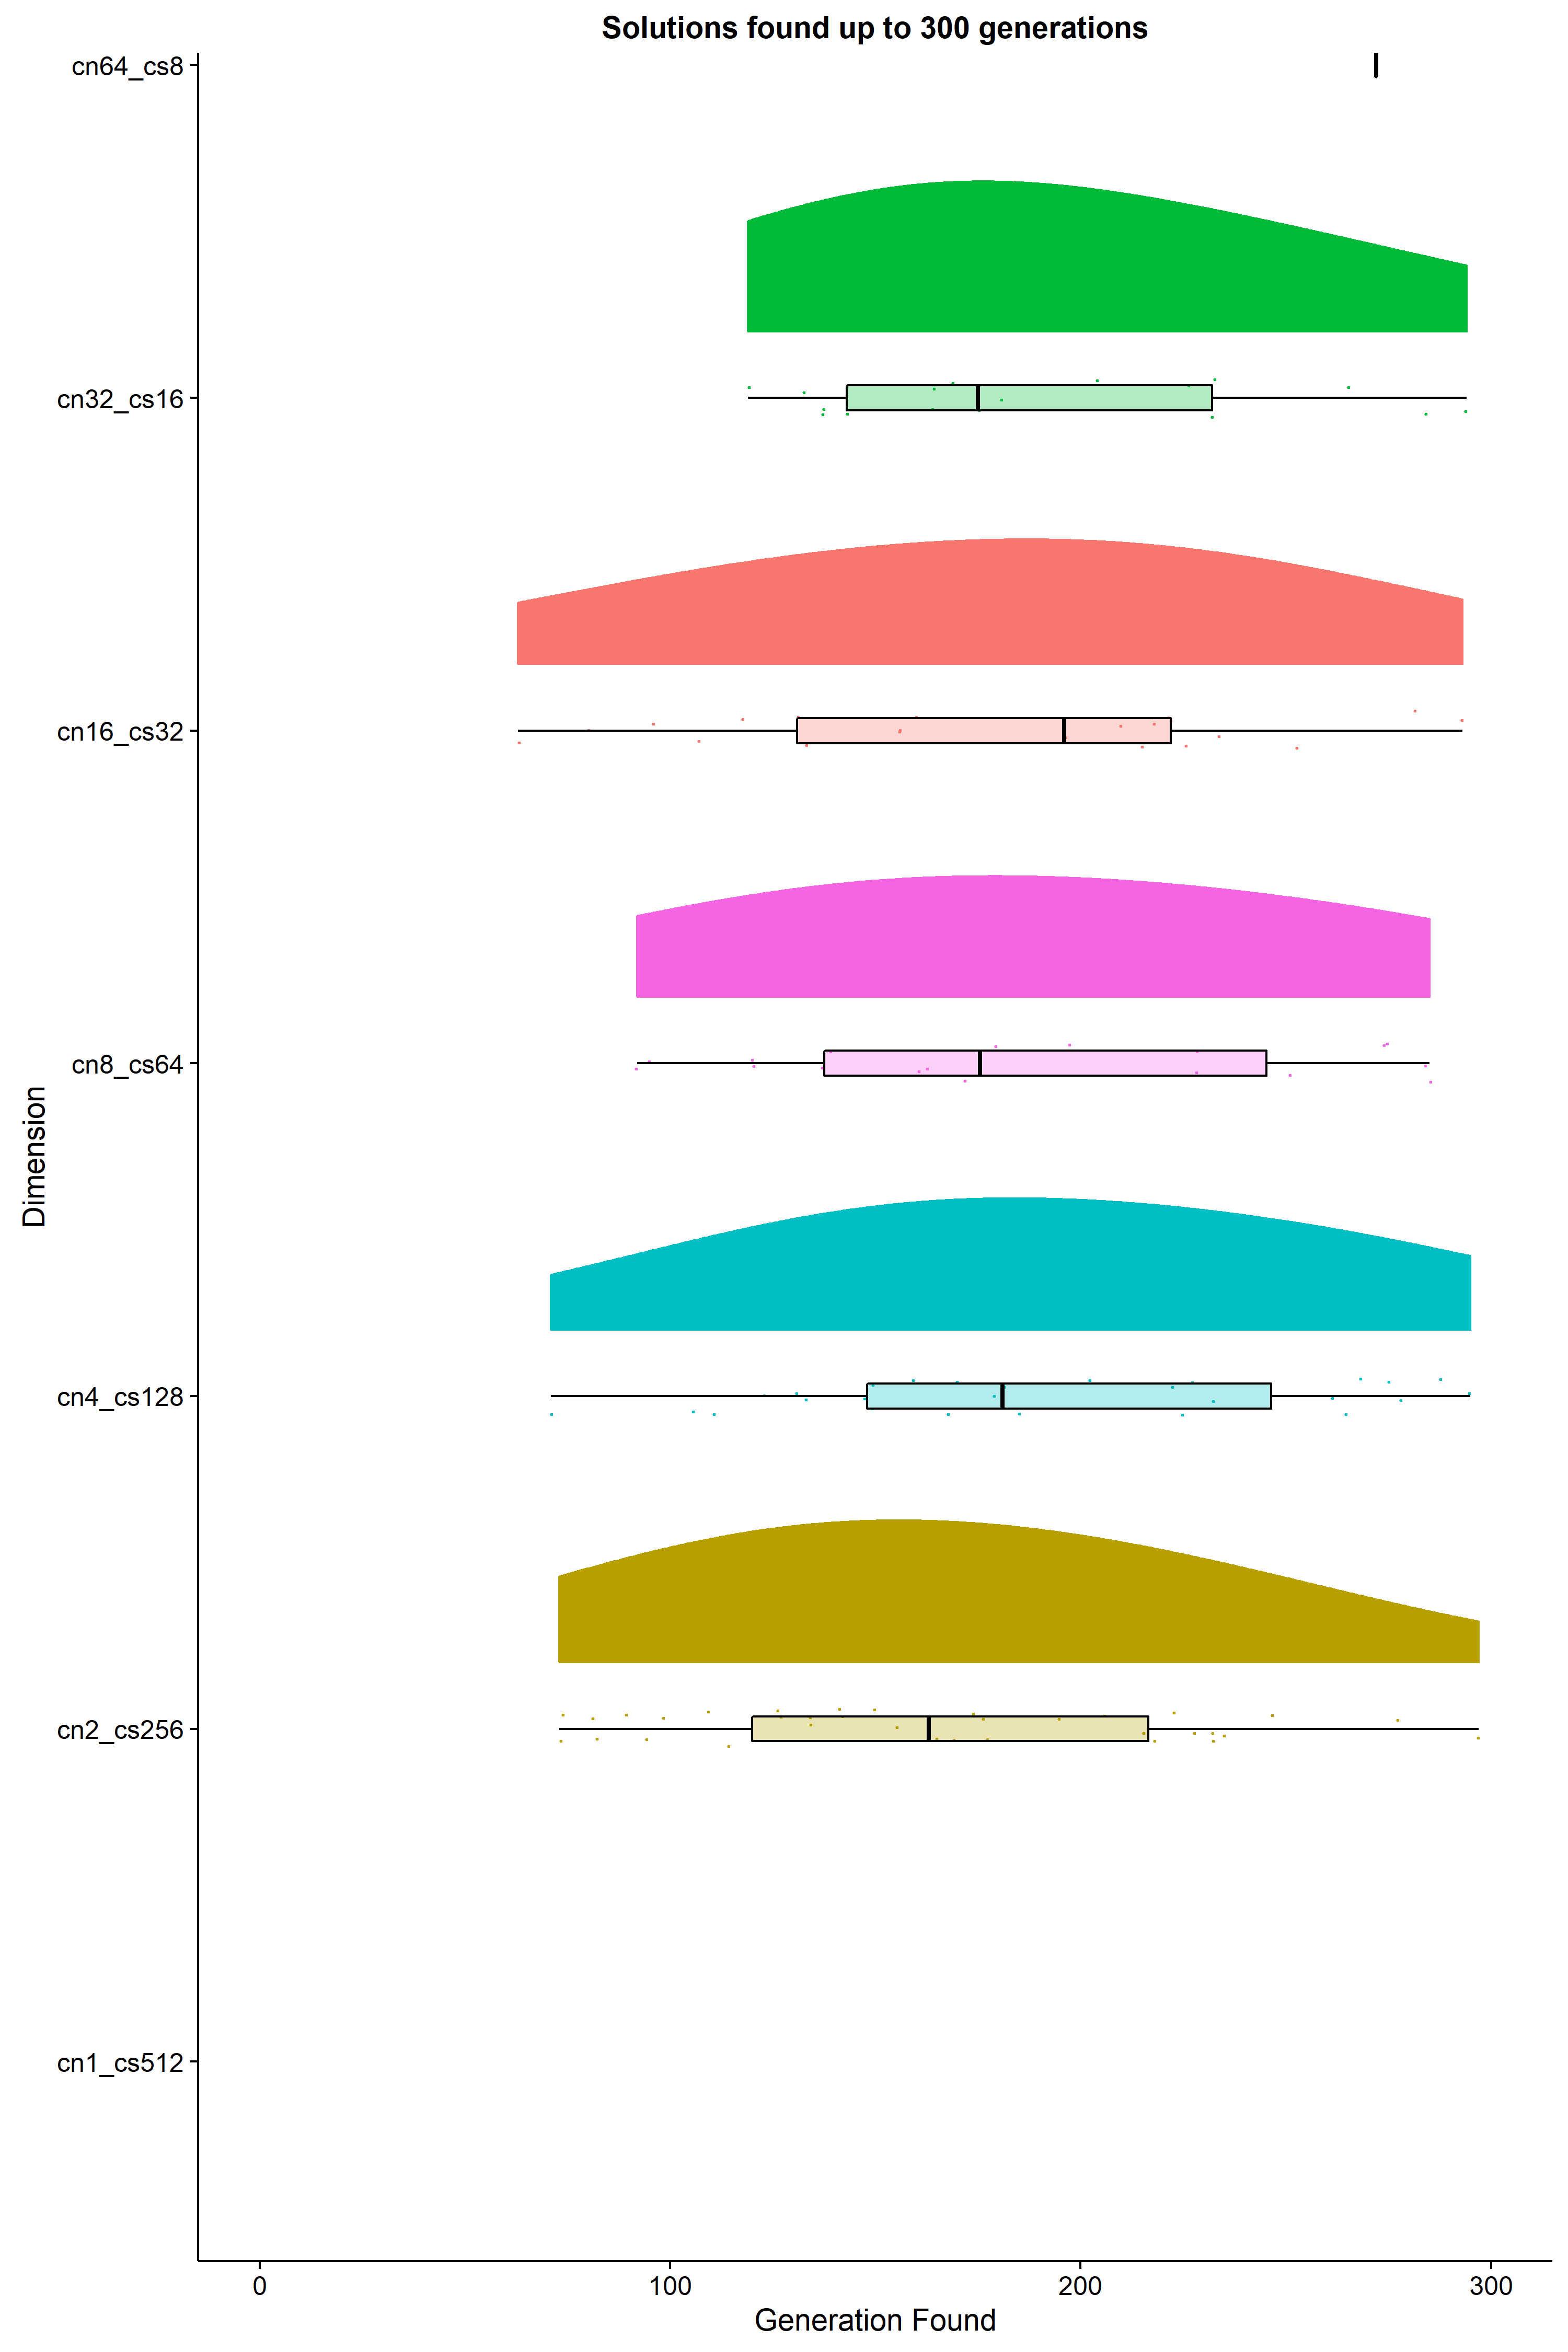 Solutions found up to 300 generations
cn64_cs8
cn32_cs16
cn16_cs32
cn8_cs64
Dimension
cn4_cs128
cn2_cs256
cn1_cs512
0 100 200 300
Generation Found